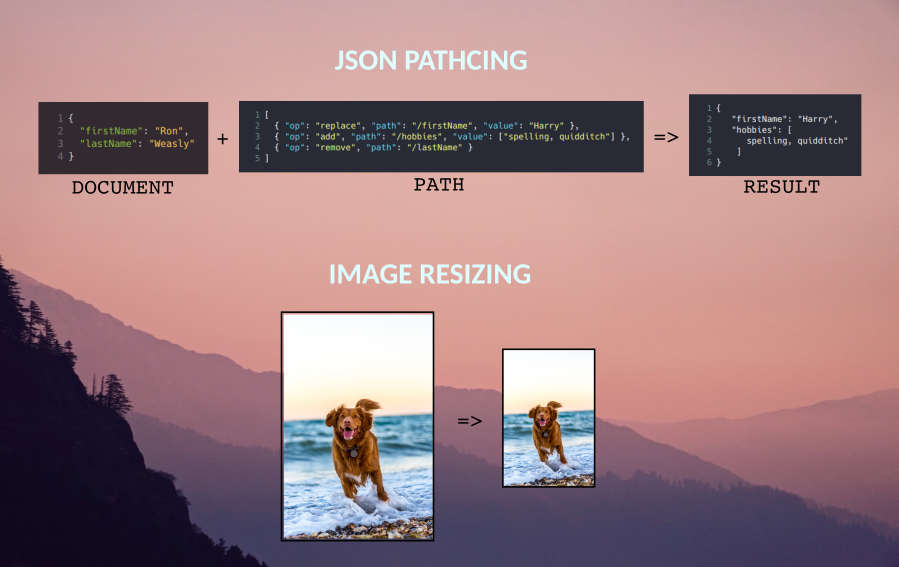 JSON PATHCING
1 {
2 "firstName": "Ron",
3 "lastName": "Weasly"
4 }
DOCUMENT
+
1 [
2 { "op": "replace", "path": "/firstName", "value": "Harry" },
3 { "op": "add", "path": "/hobbies", "value": ["spelling, quidditch"] },
4 { "op": "remove", "path": "/lastName" }
5 ]
PATH
=>
1 {
2 "firstName": "Harry",
3 "hobbies": [
4 spelling, quidditch"
5 ]
6 }
RESULT
IMAGE RESIZING
=>